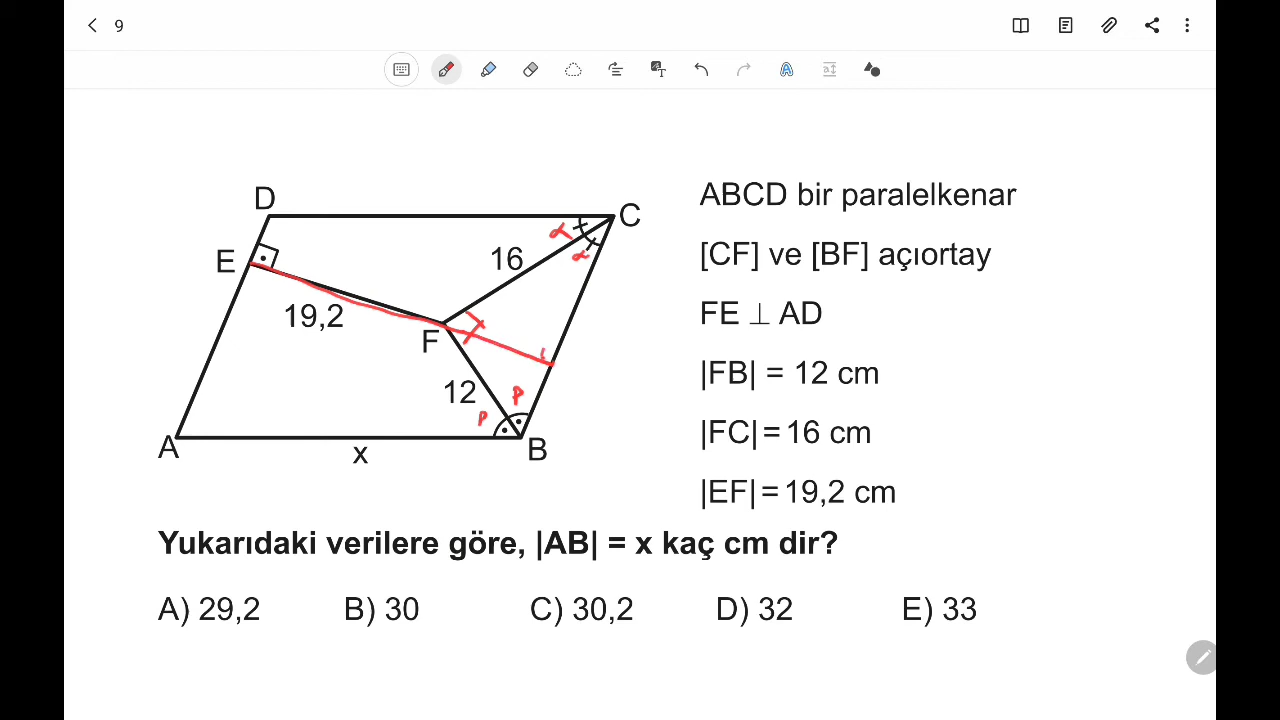 9
D
C
α
E
16
α
19,2
F
12
P
P
A
B
x
ABCD bir paralelkenar
[CF] ve [BF] açıortay
FE ⊥ AD
|FB| = 12 cm
|FC| = 16 cm
|EF| = 19,2 cm
Yukarıdaki verilere göre, |AB| = x kaç cm dir?
A) 29,2 B) 30 C) 30,2 D) 32 E) 33